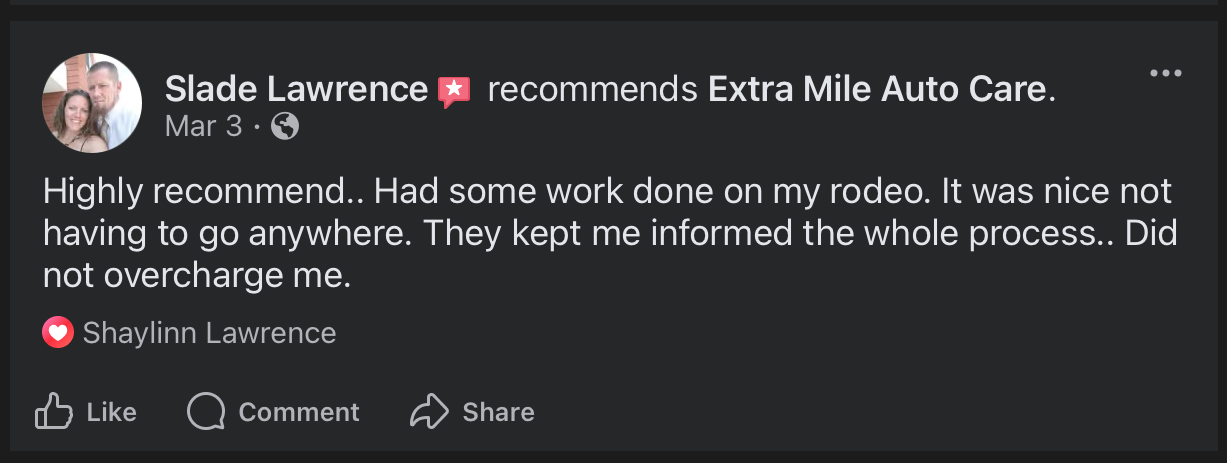 Slade Lawrence recommends Extra Mile Auto Care.
Mar 3 ·
Highly recommend.. Had some work done on my rodeo. It was nice not
having to go anywhere. They kept me informed the whole process.. Did
not overcharge me.
Shaylinn Lawrence
Like Comment Share